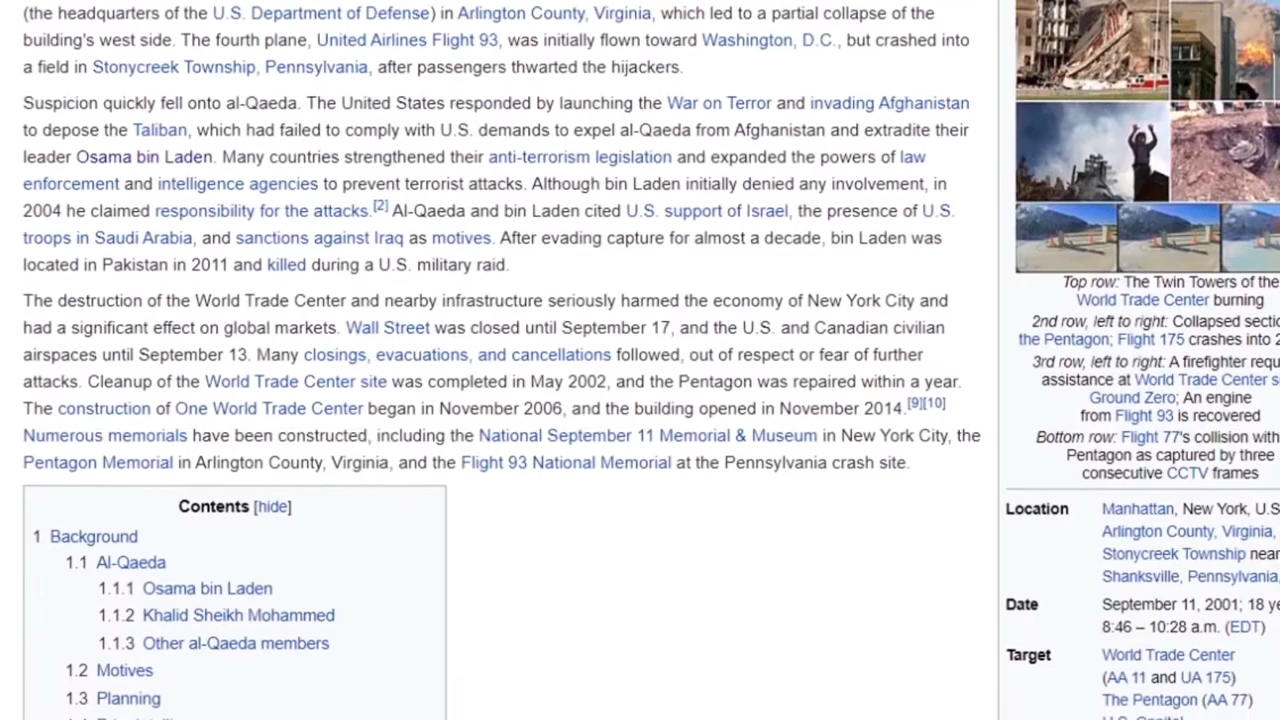 (the headquarters of the U.S. Department of Defense) in Arlington County, Virginia, which led to a partial collapse of the
building's west side. The fourth plane, United Airlines Flight 93, was initially flown toward Washington, D.C., but crashed into
a field in Stonycreek Township, Pennsylvania, after passengers thwarted the hijackers.
Suspicion quickly fell onto al-Qaeda. The United States responded by launching the War on Terror and invading Afghanistan
to depose the Taliban, which had failed to comply with U.S. demands to expel al-Qaeda from Afghanistan and extradite their
leader Osama bin Laden. Many countries strengthened their anti-terrorism legislation and expanded the powers of law
enforcement and intelligence agencies to prevent terrorist attacks. Although bin Laden initially denied any involvement, in
2004 he claimed responsibility for the attacks.[2] Al-Qaeda and bin Laden cited U.S. support of Israel, the presence of U.S.
troops in Saudi Arabia, and sanctions against Iraq as motives. After evading capture for almost a decade, bin Laden was
located in Pakistan in 2011 and killed during a U.S. military raid.
The destruction of the World Trade Center and nearby infrastructure seriously harmed the economy of New York City and
had a significant effect on global markets. Wall Street was closed until September 17, and the U.S. and Canadian civilian
airspaces until September 13. Many closings, evacuations, and cancellations followed, out of respect or fear of further
attacks. Cleanup of the World Trade Center site was completed in May 2002, and the Pentagon was repaired within a year.
The construction of One World Trade Center began in November 2006, and the building opened in November 2014.[9][10]
Numerous memorials have been constructed, including the National September 11 Memorial & Museum in New York City, the
Pentagon Memorial in Arlington County, Virginia, and the Flight 93 National Memorial at the Pennsylvania crash site.
Contents [hide]
1 Background
1.1 Al-Qaeda
1.1.1 Osama bin Laden
1.1.2 Khalid Sheikh Mohammed
1.1.3 Other al-Qaeda members
1.2 Motives
1.3 Planning
Top row: The Twin Towers of the
World Trade Center burning
2nd row, left to right: Collapsed secti
the Pentagon; Flight 175 crashes into 2
3rd row, left to right: A firefighter requ
assistance at World Trade Center s
Ground Zero; An engine
from Flight 93 is recovered
Bottom row: Flight 77's collision with
Pentagon as captured by three
consecutive CCTV frames
Location Manhattan, New York, U.S
Arlington County, Virginia,
Stonycreek Township near
Shanksville, Pennsylvania,
Date September 11, 2001; 18 ye
8:46 – 10:28 a.m. (EDT)
Target World Trade Center
(AA 11 and UA 175)
The Pentagon (AA 77)